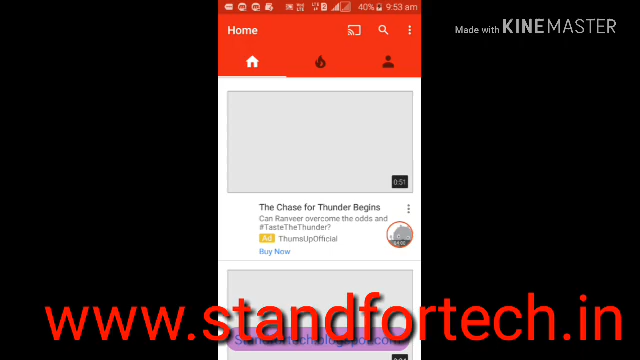 40% 9:53 am
Home
Made with KINEMASTER
0:51
The Chase for Thunder Begins
Can Ranveer overcome the odds and
#TasteTheThunder?
Ad ThumsUpOfficial
Buy Now
www.standfortech.in